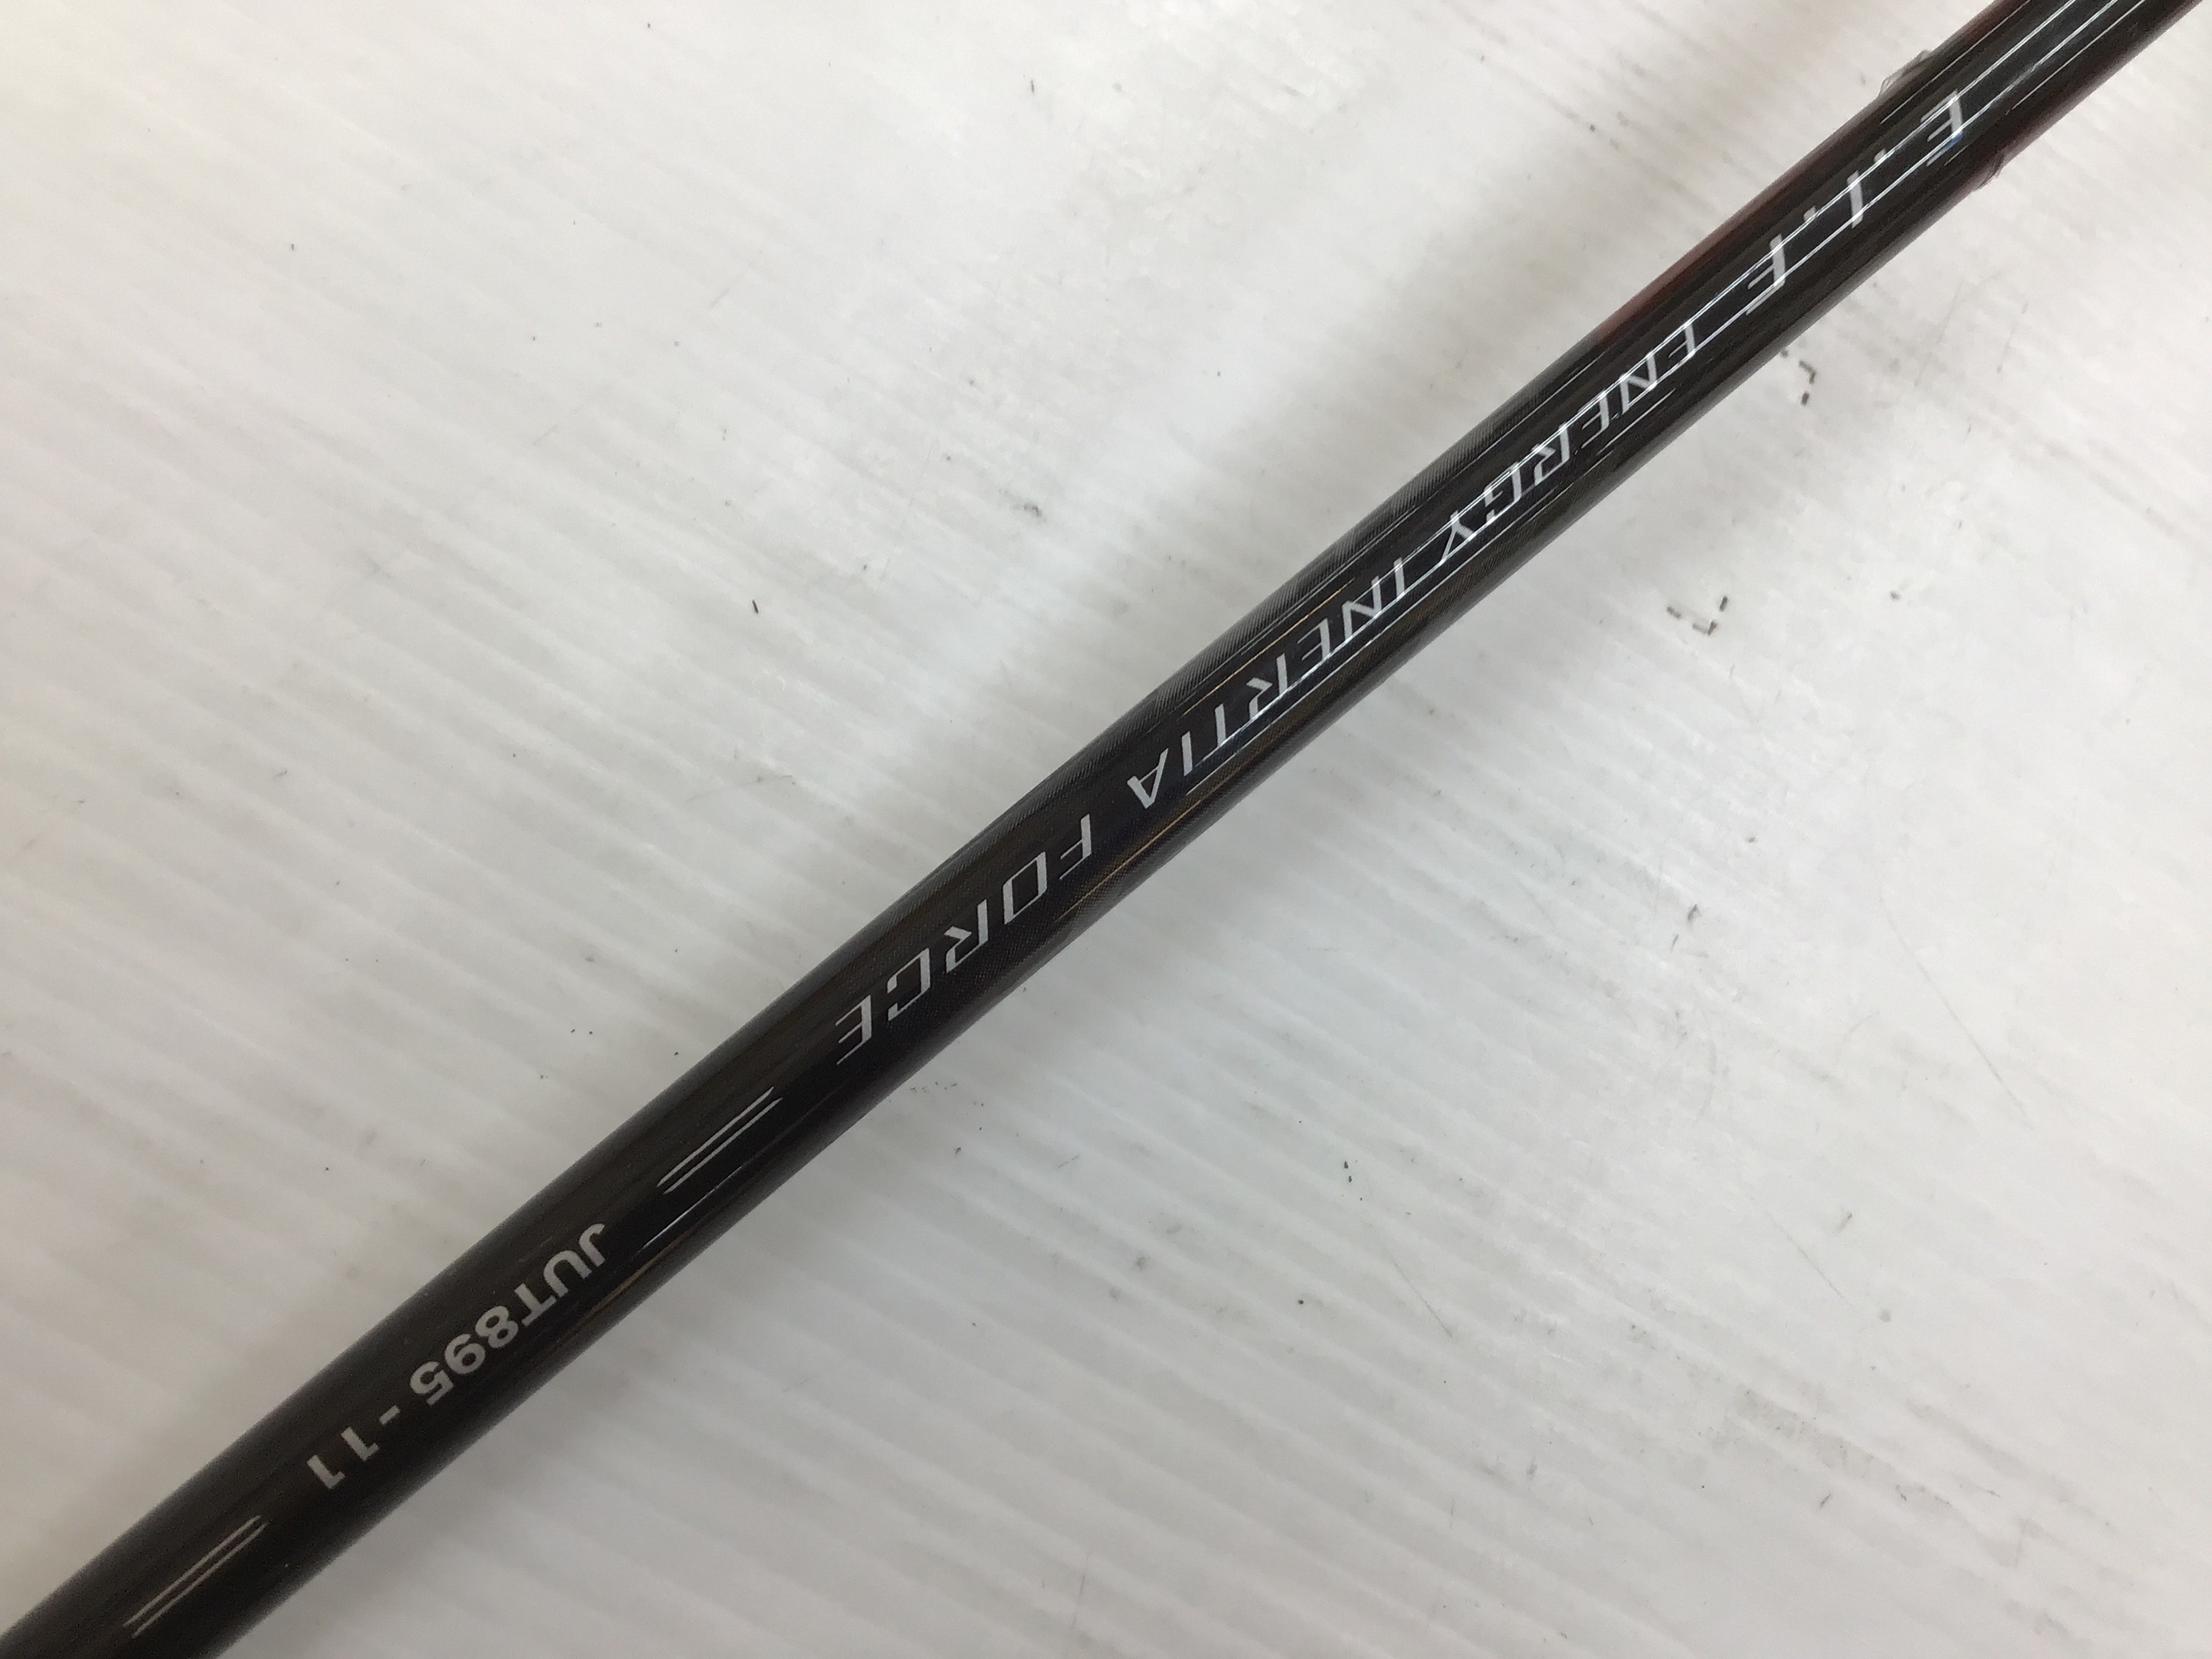 E I F ENERGY INERTIA FORCE
JUT895 - 11